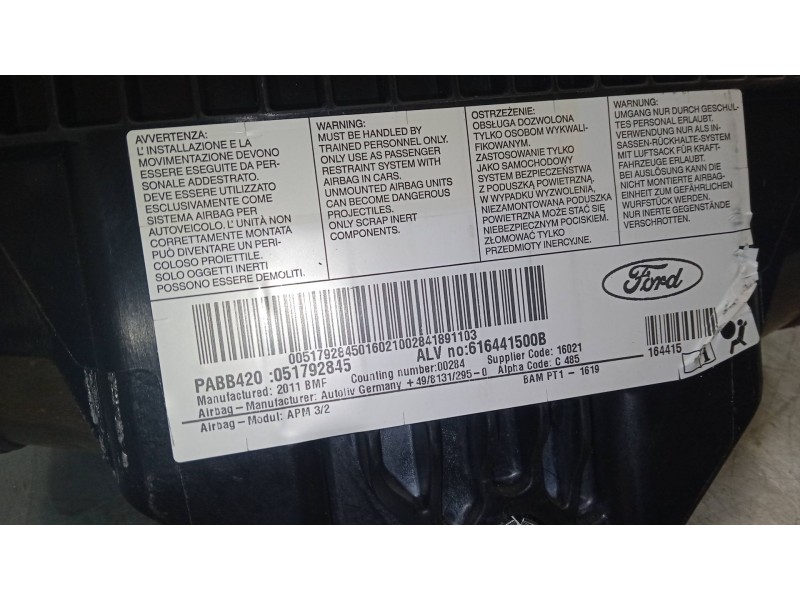 AVVERTENZA:
L' INSTALLAZIONE E LA
MOVIMENTAZIONE DEVONO
ESSERE ESEGUITE DA PER-
SONALE ADDESTRATO.
DEVE ESSERE UTILIZZATO
ESCLUSIVAMENTE COME
SISTEMA AIRBAG PER
AUTOVEICOLO. L'UNITÀ NON
CORRETTAMENTE MONTATA
PUÒ DIVENTARE UN PERI-
COLOSO PROIETTILE.
SOLO OGGETTI INERTI
POSSONO ESSERE DEMOLITI.
WARNING:
MUST BE HANDLED BY
TRAINED PERSONNEL ONLY.
ONLY USE AS PASSENGER
RESTRAINT SYSTEM WITH
AIRBAG IN CARS.
UNMOUNTED AIRBAG UNITS
CAN BECOME DANGEROUS
PROJECTILES.
ONLY SCRAP INERT
COMPONENTS.
OSTRZEŻENIE:
OBSŁUGA DOZWOLONA
TYLKO OSOBOM WYKWALI-
FIKOWANYM.
ZASTOSOWANIE TYLKO
JAKO SAMOCHODOWY
SYSTEM BEZPIECZEŃSTWA
Z PODUSZKĄ POWIETRZNĄ.
W WYPADKU WYZWOLENIA,
NIEZAMONTOWANA PODUSZKA
POWIETRZNA MOŻE STAĆ SIĘ
NIEBEZPIECZNYM POCISKIEM.
ZŁOMOWAĆ TYLKO
PRZEDMIOTY INERCYJNE.
WARNUNG:
UMGANG NUR DURCH GESCHUL-
TES PERSONAL ERLAUBT.
VERWENDUNG NUR ALS IN-
SASSEN-RÜCKHALTE-SYSTEM
MIT LUFTSACK FÜR KRAFT-
FAHRZEUGE ERLAUBT.
BEI AUSLÖSUNG KANN DIE
NICHT MONTIERTE AIRBAG-
EINHEIT ZUM GEFÄHRLICHEN
WURFSTÜCK WERDEN.
NUR INERTE GEGENSTÄNDE
VERSCHROTTEN.
Ford
00517928450160210028418 91103
PABB420 :051792845 ALV no:616441500B
Manufactured: 2011 BMF Counting number:00284 Supplier Code: 16021
Airbag-Manufacturer: Autoliv Germany +49/8131/295-0 Alpha Code: C 485
Airbag-Modul: APM 3/2 BAM PT1 - 1619
164415